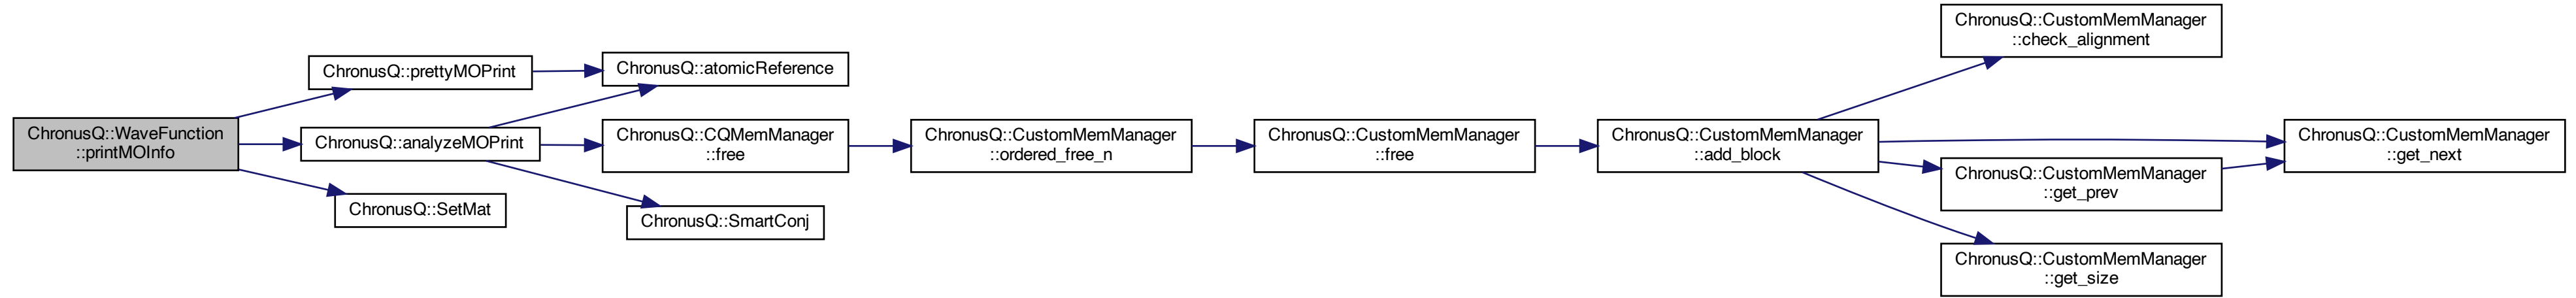 ChronusQ::WaveFunction
::printMOInfo
ChronusQ::prettyMOPrint
ChronusQ::analyzeMOPrint
ChronusQ::SetMat
ChronusQ::atomicReference
ChronusQ::CQMemManager
::free
ChronusQ::SmartConj
ChronusQ::CustomMemManager
::ordered_free_n
ChronusQ::CustomMemManager
::free
ChronusQ::CustomMemManager
::add_block
ChronusQ::CustomMemManager
::check_alignment
ChronusQ::CustomMemManager
::get_prev
ChronusQ::CustomMemManager
::get_size
ChronusQ::CustomMemManager
::get_next